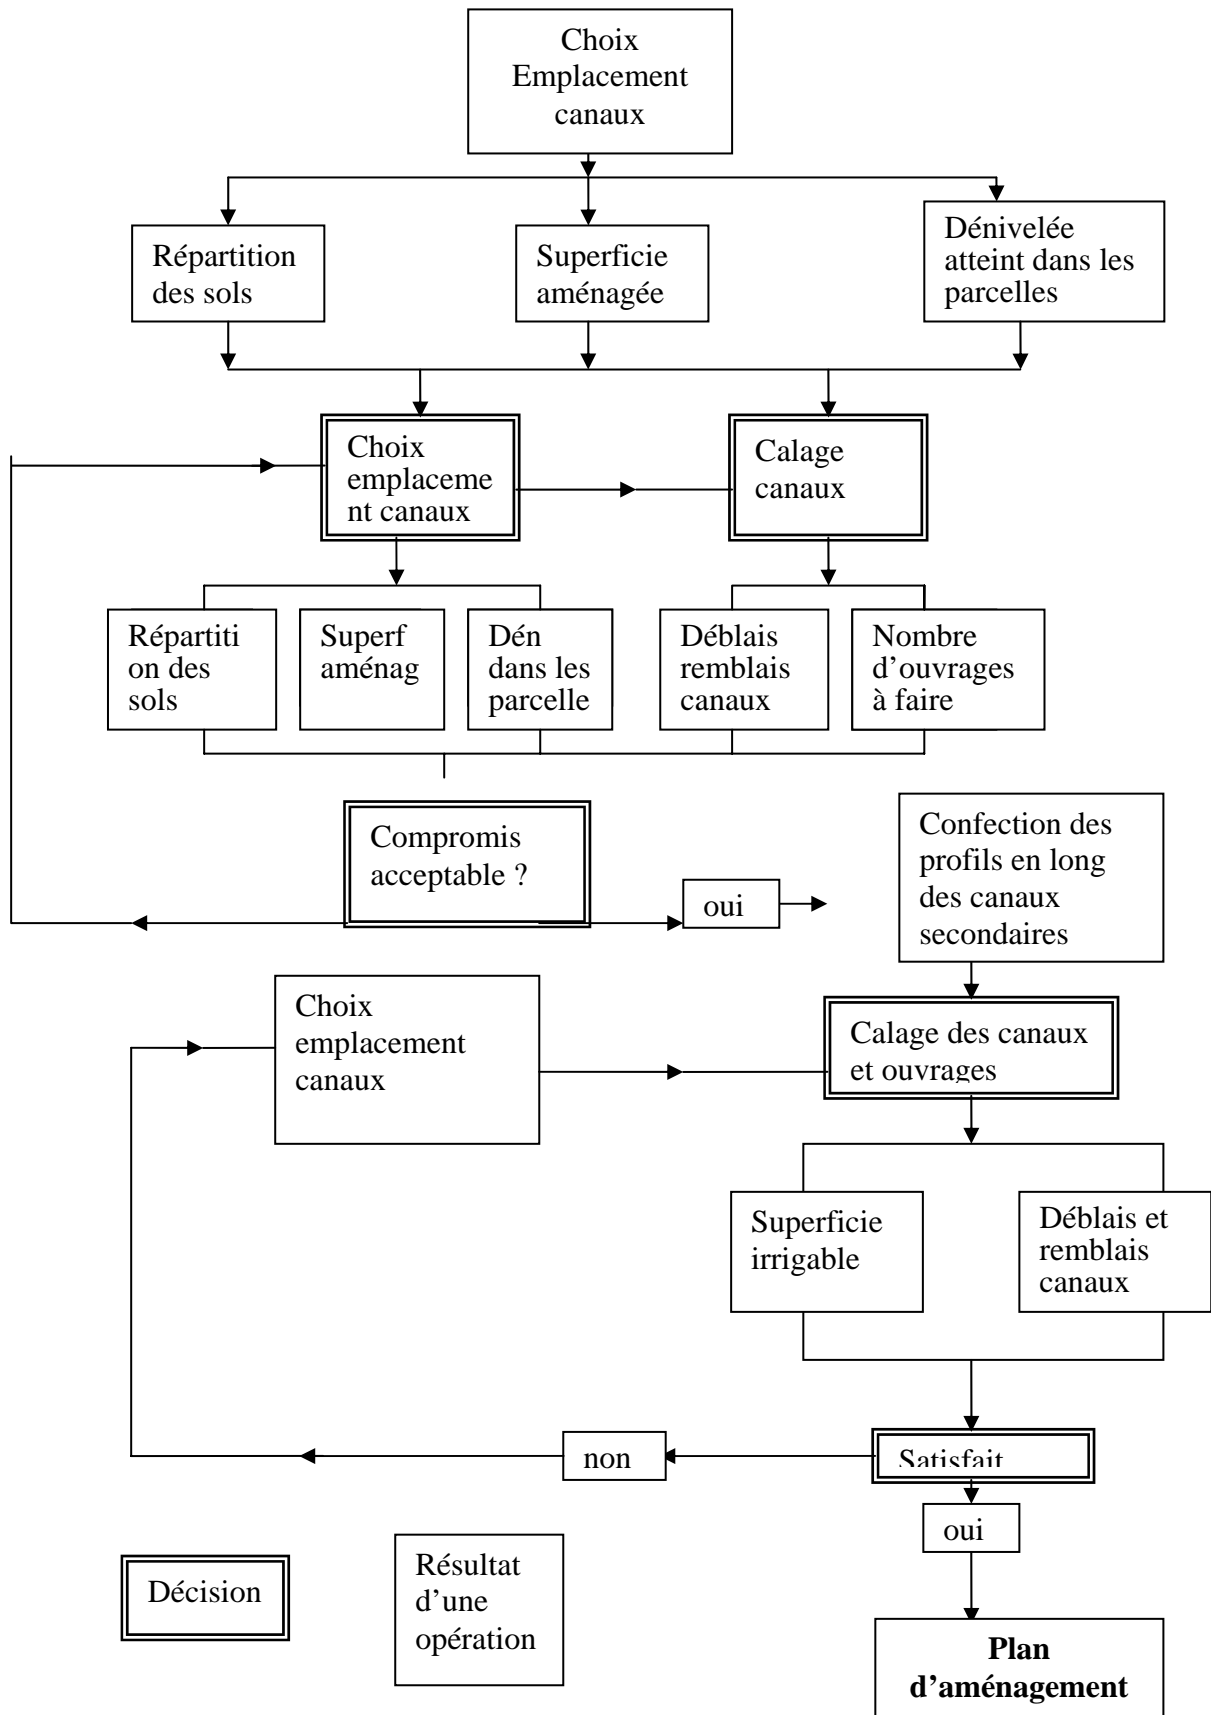 Choix
Emplacement
canaux
Répartition
des sols
Superficie
aménagée
Dénivelée
atteint dans les
parcelles
Choix
emplaceme
nt canaux
Calage
canaux
Répartiti
on des
sols
Superf
aménag
Dén
dans les
parcelle
Déblais
remblais
canaux
Nombre
d’ouvrages
à faire
Compromis
acceptable ?
oui
Confection des
profils en long
des canaux
secondaires
Choix
emplacement
canaux
Calage des canaux
et ouvrages
Superficie
irrigable
Déblais et
remblais
canaux
non
Satisfait
oui
Décision
Résultat
d’une
opération
Plan
d’aménagement